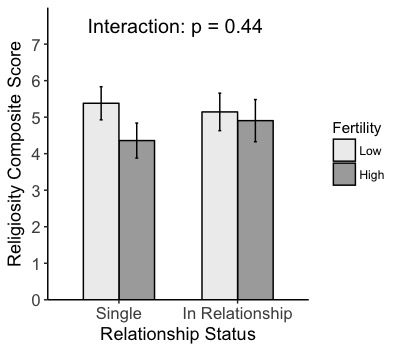 Interaction: p = 0.44
Religiosity Composite Score
7
6
5
4
3
2
1
0
Single
In Relationship
Relationship Status
Fertility
Low
High